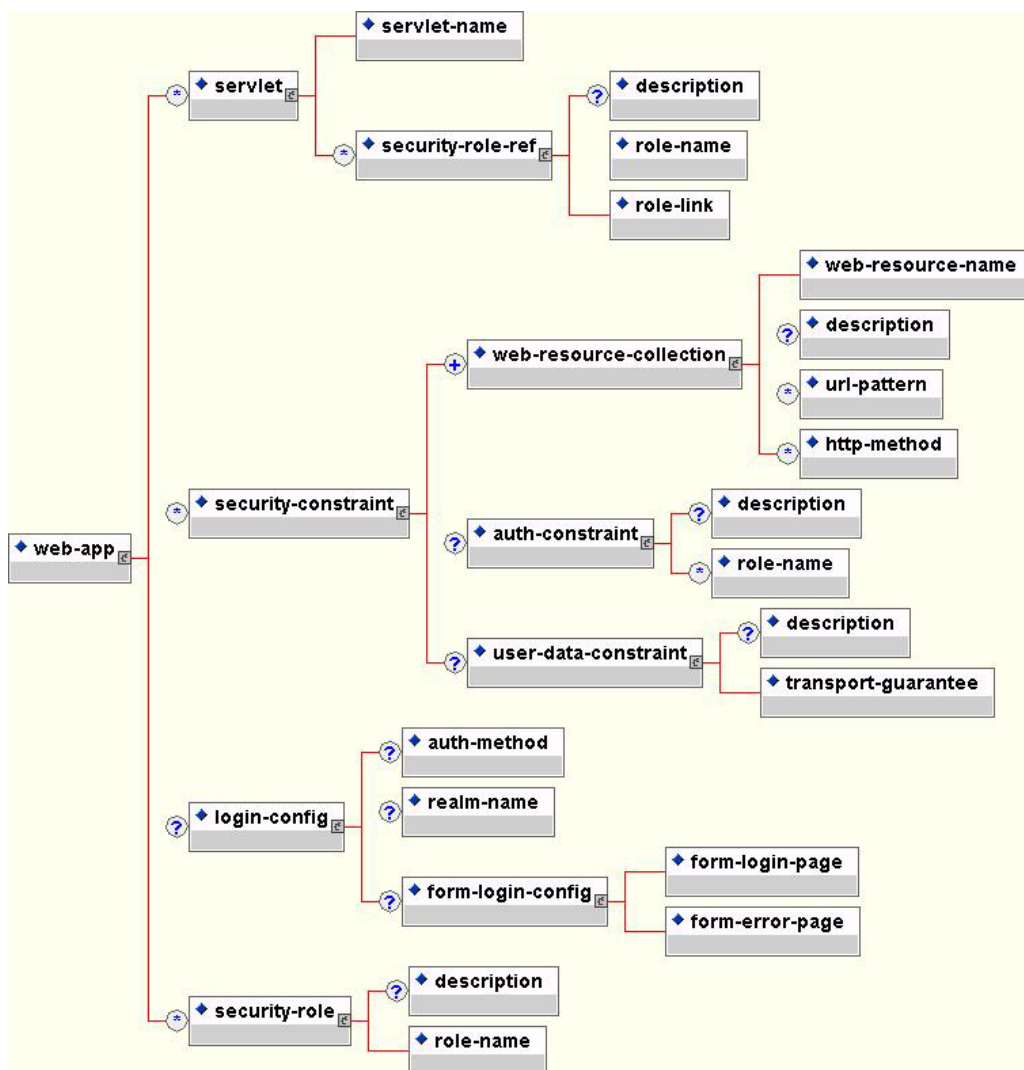 servlet-name
* servlet
? description
* security-role-ref
role-name
role-link
web-resource-name
+ web-resource-collection
? description
* url-pattern
* http-method
* security-constraint
? auth-constraint
? description
* role-name
web-app
? user-data-constraint
? description
transport-guarantee
? login-config
? auth-method
? realm-name
? form-login-config
form-login-page
form-error-page
* security-role
? description
role-name